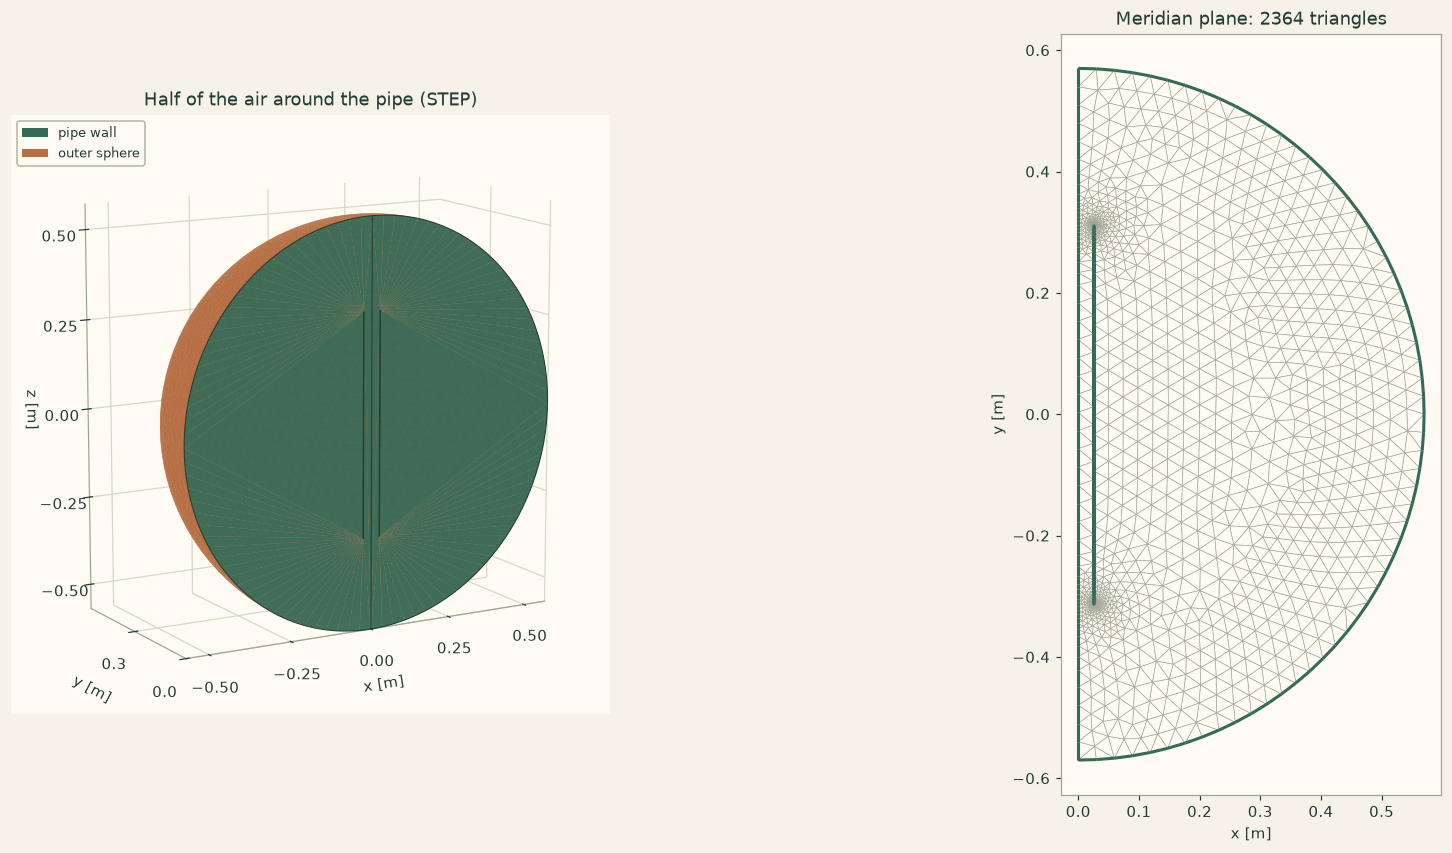 Half of the air around the pipe (STEP)
pipe wall
outer sphere
0.50
0.25
0.00
−0.25
−0.50
z [m]
0.3
0.0
y [m]
−0.50
−0.25
0.00
0.25
0.50
x [m]
Meridian plane: 2364 triangles
0.6
0.4
0.2
0.0
−0.2
−0.4
−0.6
y [m]
0.0
0.1
0.2
0.3
0.4
0.5
x [m]